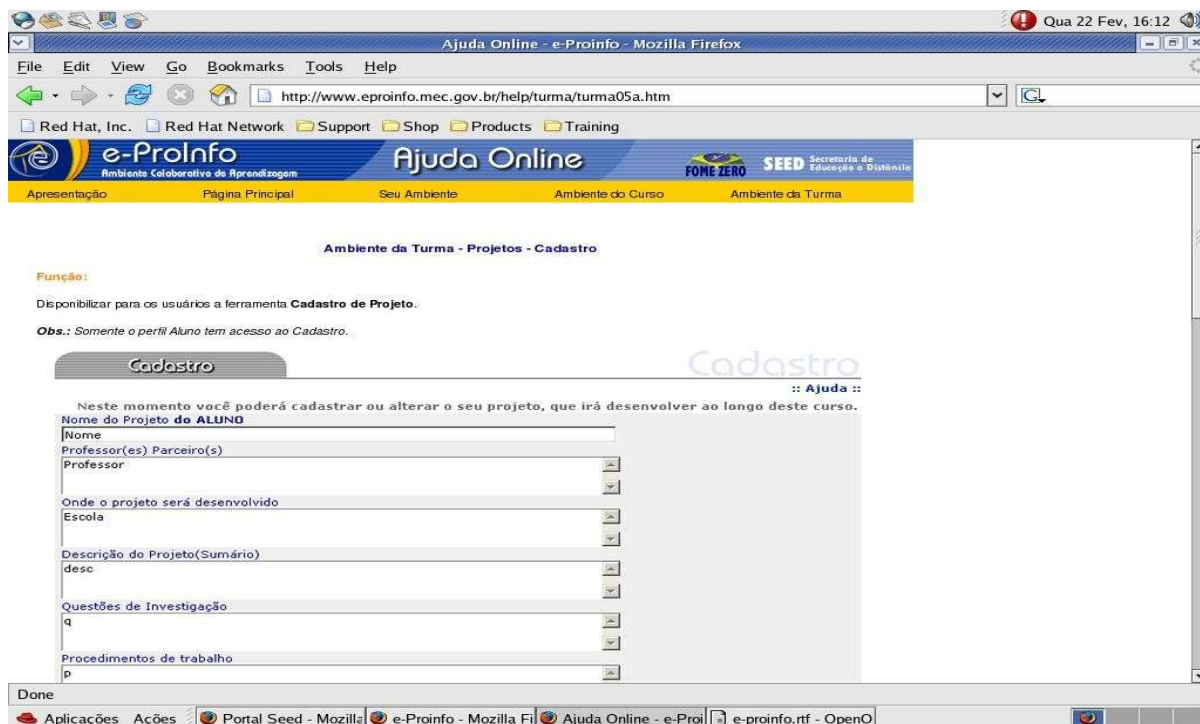 Qua 22 Fev, 16:12
Ajuda Online - e-Proinfo - Mozilla Firefox
File Edit View Go Bookmarks Tools Help
http://www.eproinfo.mec.gov.br/help/turma/turma05a.htm
Red Hat, Inc. Red Hat Network Support Shop Products Training
e-ProInfo
Ambiente Colaborativo de Aprendizagem
Ajuda Online
FOME ZERO
SEED Secretaria de Educação a Distância
Apresentação Página Principal Seu Ambiente Ambiente do Curso Ambiente da Turma
Ambiente da Turma - Projetos - Cadastro
Função:
Disponibilizar para os usuários a ferramenta Cadastro de Projeto.
Obs.: Somente o perfil Aluno tem acesso ao Cadastro.
Cadastro
Cadastro
:: Ajuda ::
Neste momento você poderá cadastrar ou alterar o seu projeto, que irá desenvolver ao longo deste curso.
Nome do Projeto do ALUNO
Nome
Professor(es) Parceiro(s)
Professor
Onde o projeto será desenvolvido
Escola
Descrição do Projeto(Sumário)
desc
Questões de Investigação
q
Procedimentos de trabalho
p
Done
Aplicações Ações Portal Seed - Mozilla e-Proinfo - Mozilla Fi Ajuda Online - e-Proi e-proinfo.rtf - OpenO